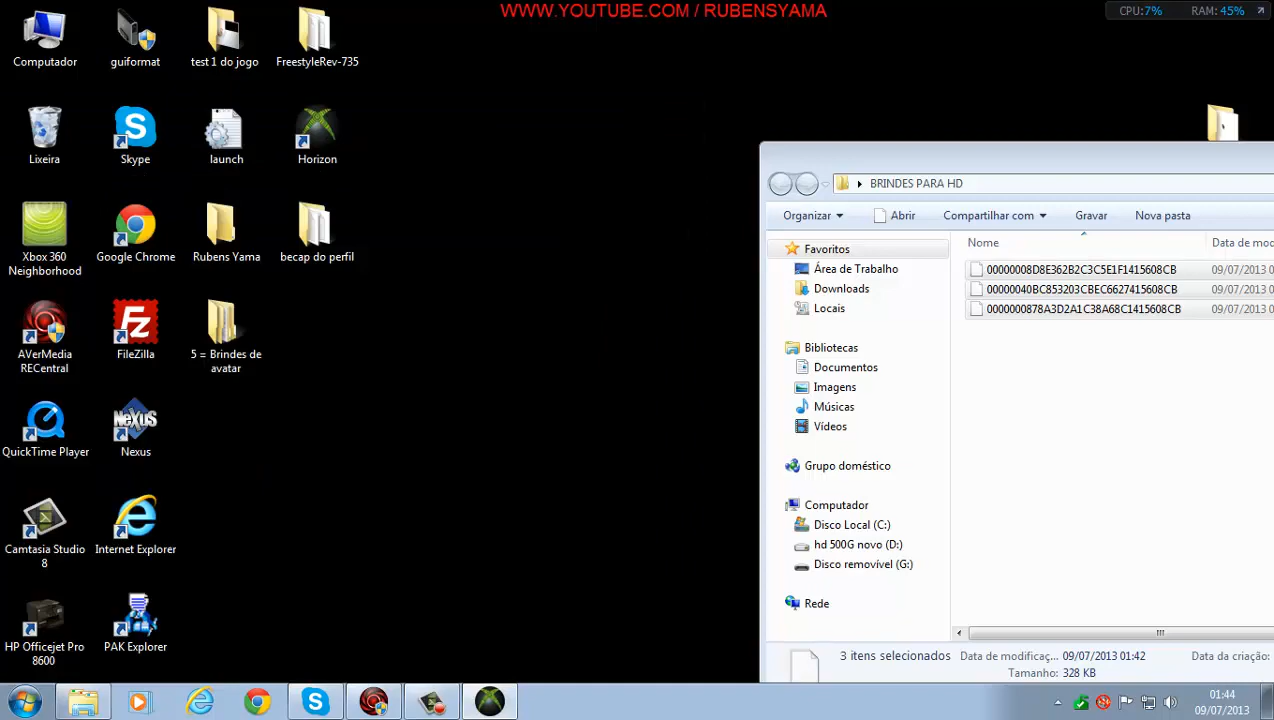 WWW.YOUTUBE.COM / RUBENSYAMA
CPU:7% RAM: 45%
Computador
guiformat
test 1 do jogo
FreestyleRev-735
Lixeira
Skype
launch
Horizon
Xbox 360
Neighborhood
Google Chrome
Rubens Yama
becap do perfil
AVerMedia
RECentral
FileZilla
5 = Brindes de
avatar
QuickTime Player
Nexus
Camtasia Studio
8
Internet Explorer
HP Officejet Pro
8600
PAK Explorer
BRINDES PARA HD
Organizar Abrir Compartilhar com Gravar Nova pasta
Favoritos
Área de Trabalho
Downloads
Locais
Bibliotecas
Documentos
Imagens
Músicas
Vídeos
Grupo doméstico
Computador
Disco Local (C:)
hd 500G novo (D:)
Disco removível (G:)
Rede
Nome Data de mod
00000008D8E362B2C3C5E1F1415608CB 09/07/2013 0
00000040BC853203CBEC6627415608CB 09/07/2013 0
0000000878A3D2A1C38A68C1415608CB 09/07/2013 0
3 itens selecionados Data de modificaç... 09/07/2013 01:42 Data da criação:
Tamanho: 328 KB
01:44
09/07/2013